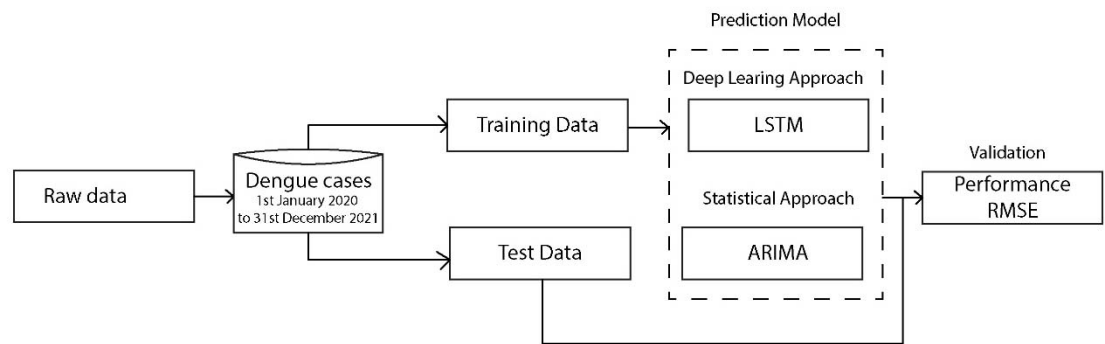 Prediction Model
Deep Learing Approach
Training Data
LSTM
Validation
Raw data
Dengue cases
1st January 2020
to 31st December 2021
Performance
RMSE
Statistical Approach
Test Data
ARIMA